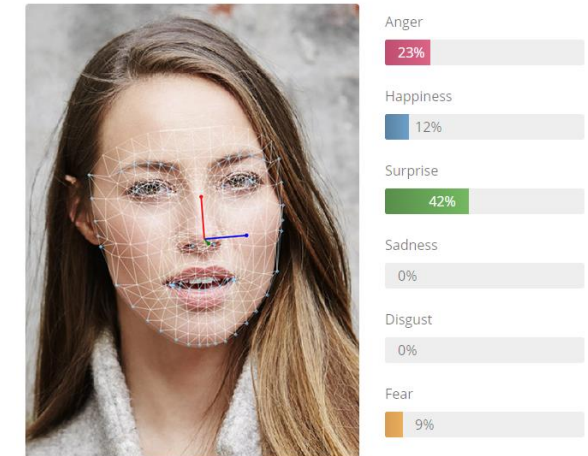 Anger
23%
Happiness
12%
Surprise
42%
Sadness
0%
Disgust
0%
Fear
9%